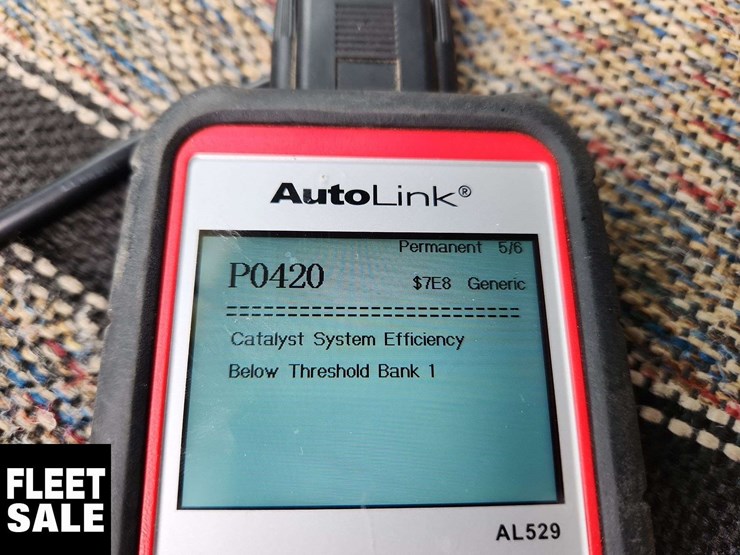 AutoLink®
Permanent 5/6
P0420 $7E8 Generic
================================
Catalyst System Efficiency
Below Threshold Bank 1
AL529
FLEET
SALE